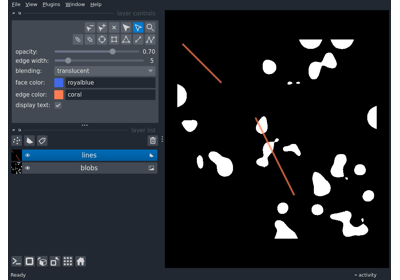 File View Plugins Window Help
layer controls
opacity: 0.70
edge width: 5
blending: translucent
face color: royalblue
edge color: coral
display text:
layer list
lines
blobs
Ready
activity